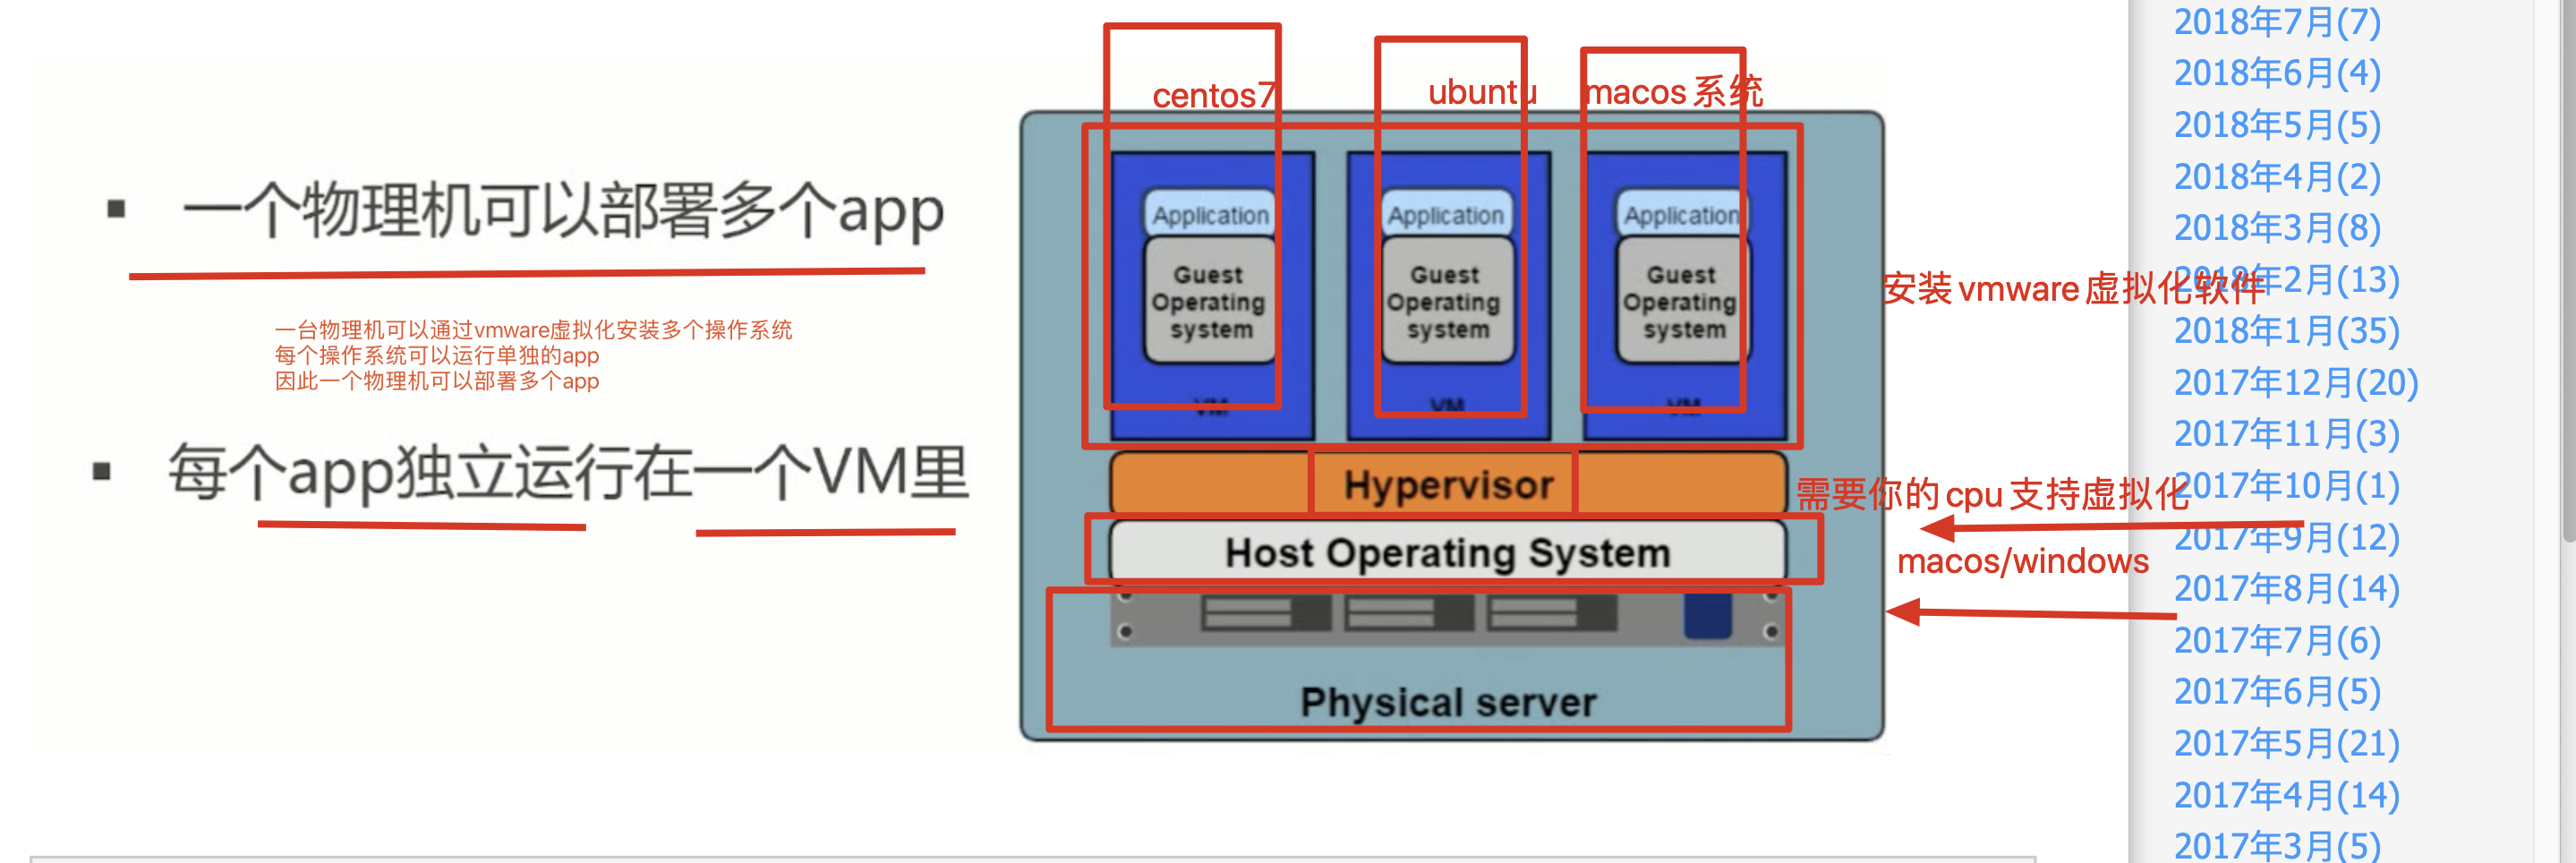 一个物理机可以部署多个app
一台物理机可以通过vmware虚拟化安装多个操作系统
每个操作系统可以运行单独的app
因此一个物理机可以部署多个app
每个app独立运行在一个VM里
centos7
ubuntu
macos系统
Application
Guest
Operating
system
VM
Application
Guest
Operating
system
VM
Application
Guest
Operating
system
VM
安装vmware虚拟化软件
Hypervisor
需要你的cpu支持虚拟化
Host Operating System
macos/windows
Physical server
2018年7月(7)
2018年6月(4)
2018年5月(5)
2018年4月(2)
2018年3月(8)
2018年2月(13)
2018年1月(35)
2017年12月(20)
2017年11月(3)
2017年10月(1)
2017年9月(12)
2017年8月(14)
2017年7月(6)
2017年6月(5)
2017年5月(21)
2017年4月(14)
2017年3月(5)